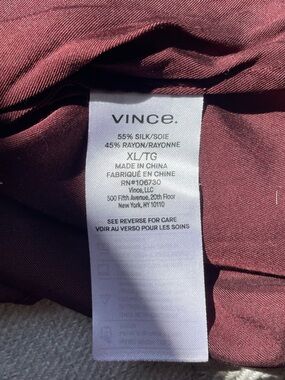 VINCE.
55% SILK/SOIE
45% RAYON/RAYONNE
XL/TG
MADE IN CHINA
FABRIQUÉ EN CHINE
RN#106730
Vince, LLC
500 Fifth Avenue, 20th Floor
New York, NY 10110
SEE REVERSE FOR CARE
VOIR AU VERSO POUR LES SOINS